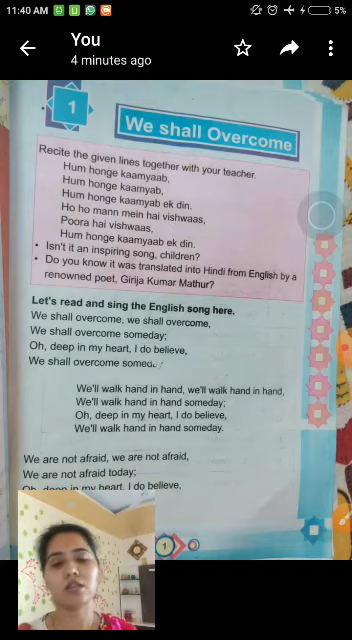 11:40 AM
5%
You
4 minutes ago
1
We shall Overcome
Recite the given lines together with your teacher.
Hum honge kaamyaab,
Hum honge kaamyab,
Hum honge kaamyab ek din.
Ho ho mann mein hai vishwaas,
Poora hai vishwaas,
Hum honge kaamyaab ek din.
• Isn't it an inspiring song, children?
• Do you know it was translated into Hindi from English by a
renowned poet, Girija Kumar Mathur?
Let's read and sing the English song here.
We shall overcome, we shall overcome,
We shall overcome someday;
Oh, deep in my heart, I do believe,
We shall overcome
We'll walk hand in hand, we'll walk hand in hand,
We'll walk hand in hand someday;
Oh, deep in my heart, I do believe,
We'll walk hand in hand someday.
We are not afraid, we are not afraid,
We are not afraid today;
Oh, deep in my heart, I do believe,
1